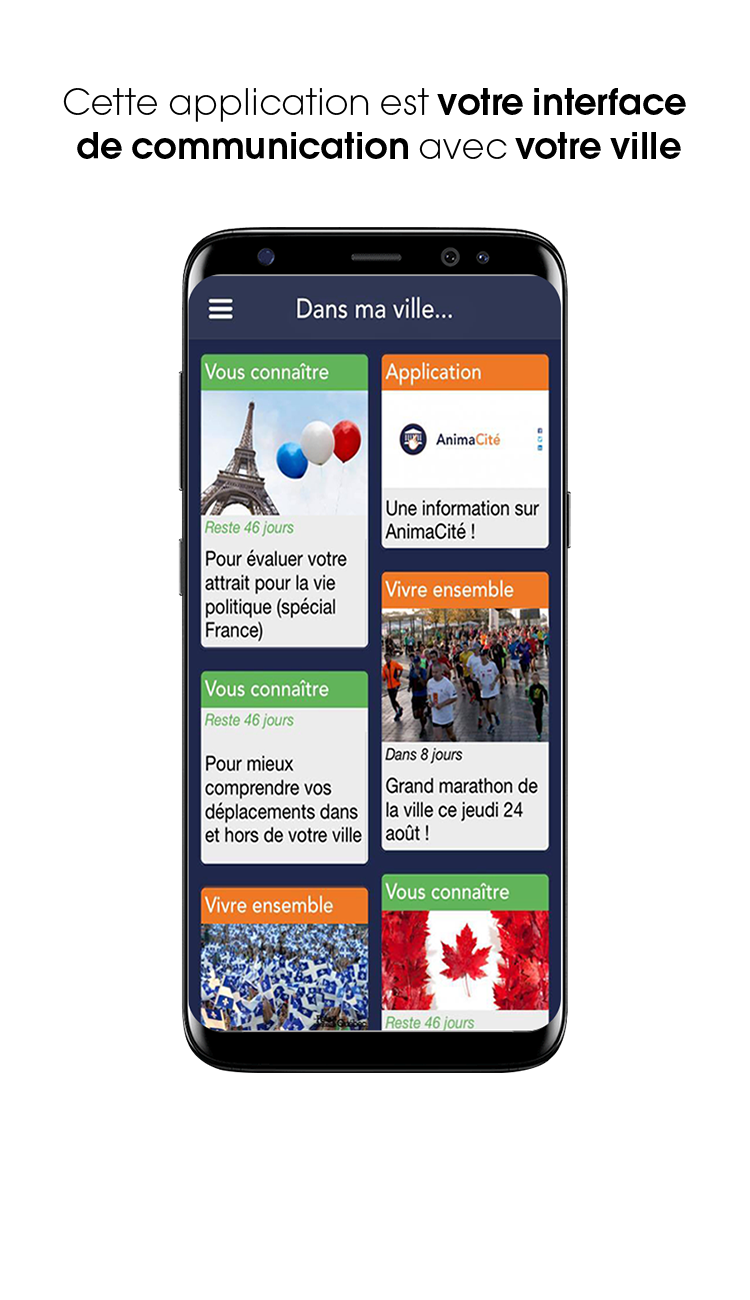 Cette application est votre interface
de communication avec votre ville
Dans ma ville...
Vous connaître
Reste 46 jours
Pour évaluer votre
attrait pour la vie
politique (spécial
France)
Vous connaître
Reste 46 jours
Pour mieux
comprendre vos
déplacements dans
et hors de votre ville
Vivre ensemble
Application
AnimaCité
Une information sur
AnimaCité !
Vivre ensemble
Dans 8 jours
Grand marathon de
la ville ce jeudi 24
août !
Vous connaître
Reste 46 jours